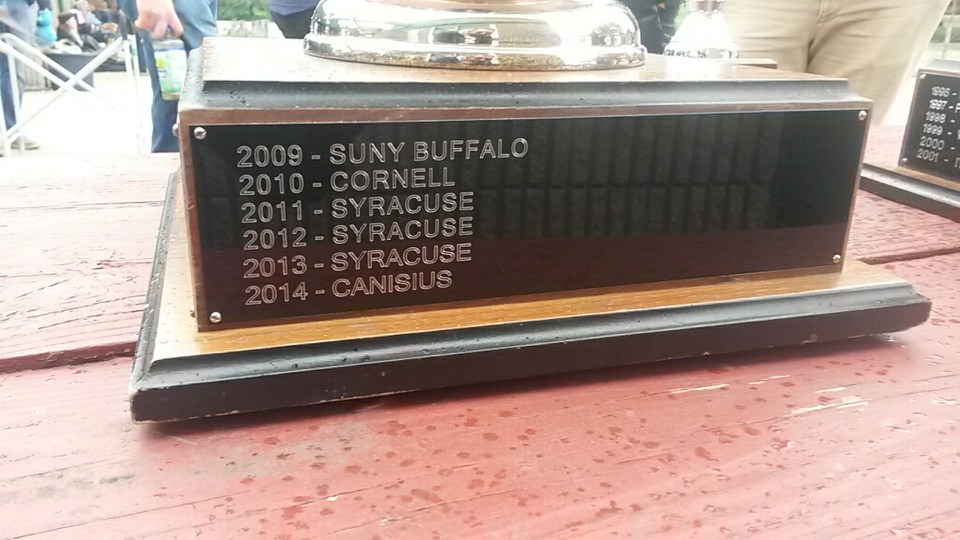 2009 - SUNY BUFFALO
2010 - CORNELL
2011 - SYRACUSE
2012 - SYRACUSE
2013 - SYRACUSE
2014 - CANISIUS
1996 -
1997 -
1998
1999 -
2000
2001 -